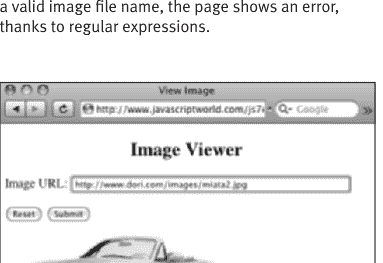 a valid image file name, the page shows an error,
thanks to regular expressions.
View Image
http://www.javascriptworld.com/js7 Google
Image Viewer
Image URL: http://www.dori.com/images/miata2.jpg
Reset Submit